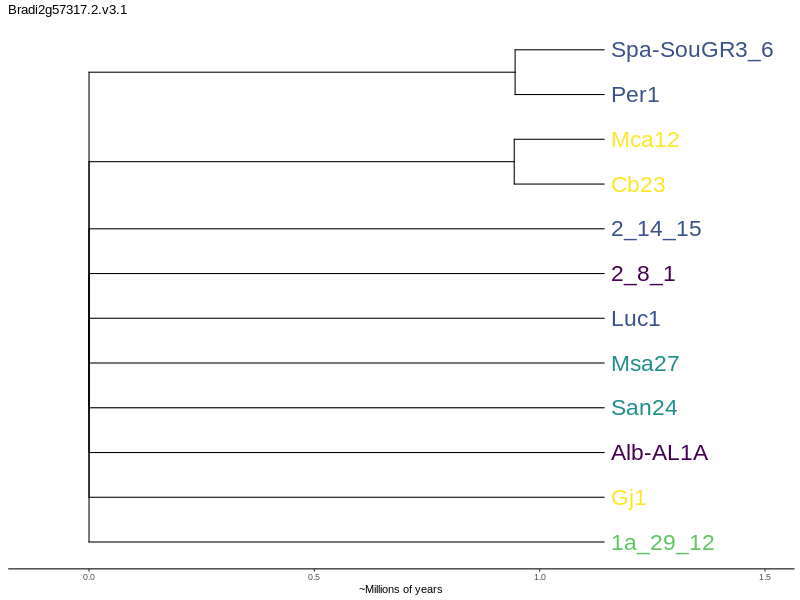 Bradi2g57317.2.v3.1
Spa-SouGR3_6
Per1
Mca12
Cb23
2_14_15
2_8_1
Luc1
Msa27
San24
Alb-AL1A
Gj1
1a_29_12
0.0 0.5 1.0 1.5
~Millions of years